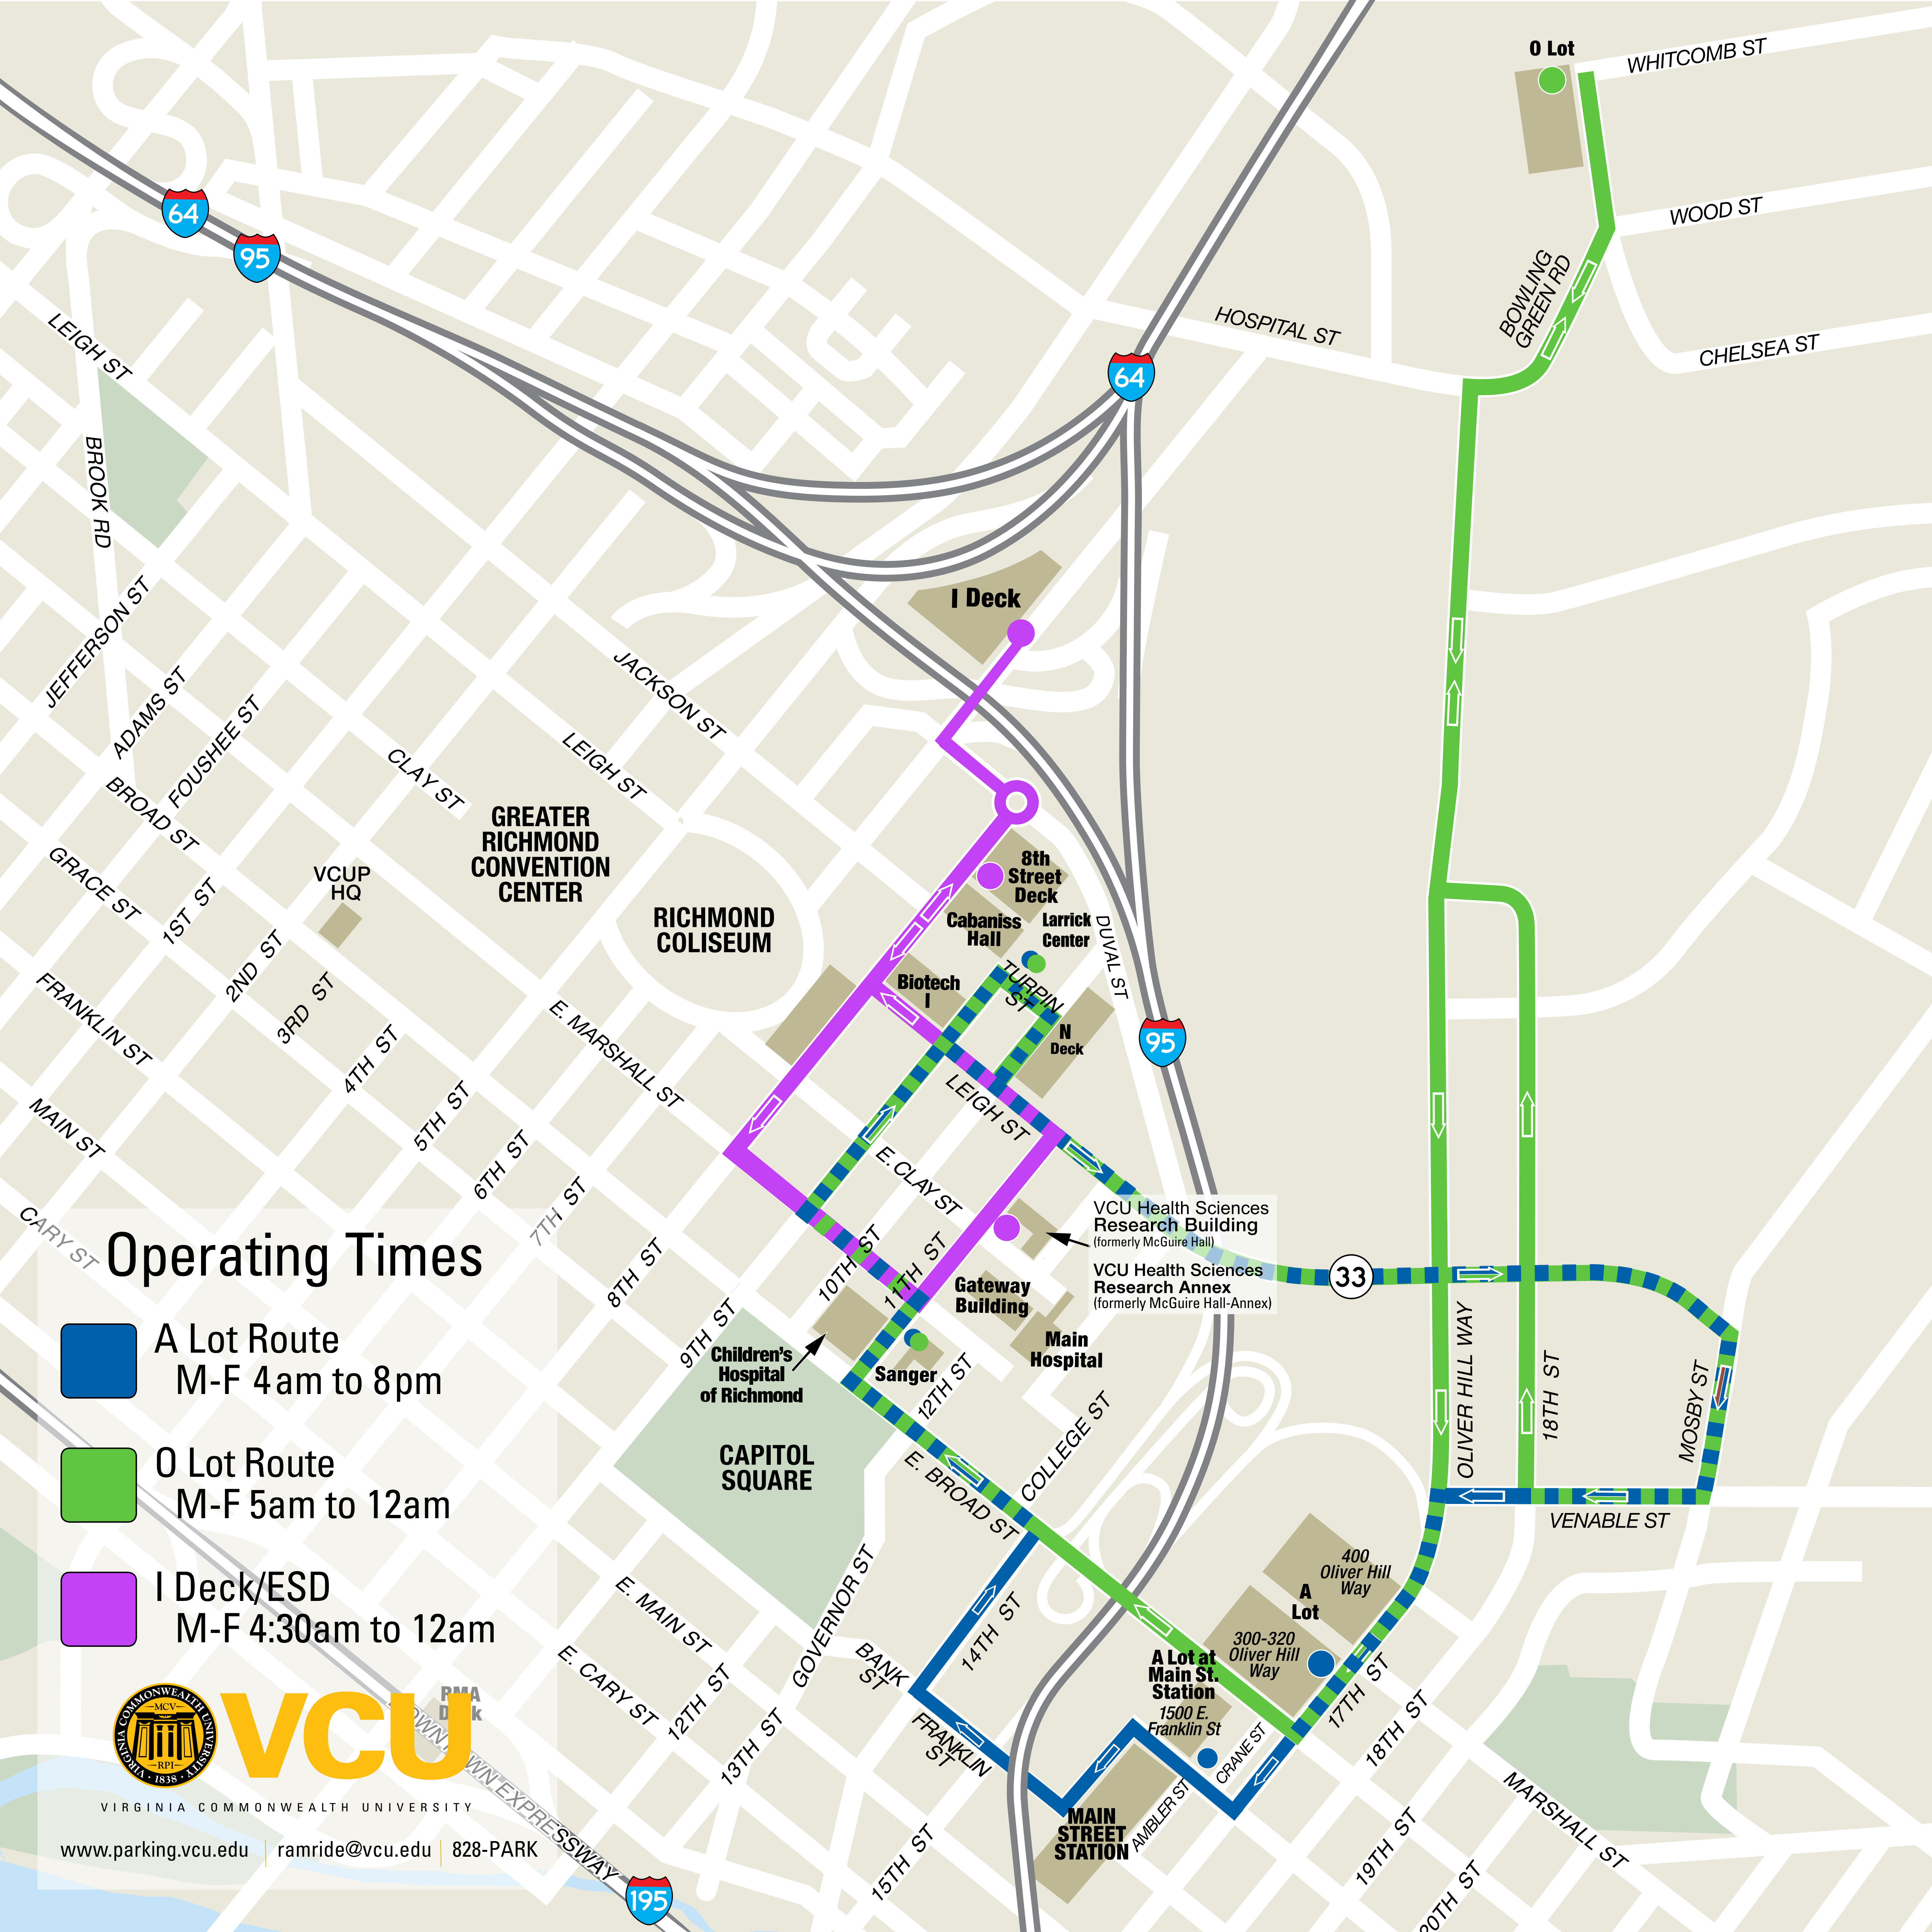 O Lot
WHITCOMB ST
WOOD ST
BOWLING
GREEN RD
CHELSEA ST
HOSPITAL ST
64
95
64
LEIGH ST
BROOK RD
I Deck
JEFFERSON ST
ADAMS ST
FOUSHEE ST
JACKSON ST
LEIGH ST
CLAY ST
BROAD ST
GRACE ST
1ST ST
2ND ST
3RD ST
FRANKLIN ST
4TH ST
MAIN ST
5TH ST
6TH ST
7TH ST
CARY ST
8TH ST
9TH ST
VCUP
HQ
GREATER
RICHMOND
CONVENTION
CENTER
RICHMOND
COLISEUM
8th
Street
Deck
Cabaniss
Hall
Larrick
Center
DUVAL ST
Biotech
I
TURPIN
ST
N
Deck
95
E. MARSHALL ST
LEIGH ST
E. CLAY ST
10TH ST
11TH ST
VCU Health Sciences
Research Building
(formerly McGuire Hall)
VCU Health Sciences
Research Annex
(formerly McGuire Hall-Annex)
33
Gateway
Building
Main
Hospital
Children's
Hospital
of Richmond
Sanger
12TH ST
COLLEGE ST
CAPITOL
SQUARE
E. BROAD ST
OLIVER HILL WAY
18TH ST
MOSBY ST
VENABLE ST
400
Oliver Hill
Way
A
Lot
300-320
Oliver Hill
Way
A Lot at
Main St.
Station
1500 E.
Franklin St
17TH ST
18TH ST
CRANE ST
AMBLER ST
MAIN
STREET
STATION
14TH ST
GOVERNOR ST
BANK
ST
FRANKLIN
ST
E. MAIN ST
E. CARY ST
12TH ST
13TH ST
15TH ST
19TH ST
20TH ST
MARSHALL ST
Operating Times
A Lot Route
M-F 4am to 8pm
O Lot Route
M-F 5am to 12am
I Deck/ESD
M-F 4:30am to 12am
RMA
Deck
DOWNTOWN EXPRESSWAY
195
VIRGINIA COMMONWEALTH UNIVERSITY
MCV
RPI
1838
VCU
VIRGINIA COMMONWEALTH UNIVERSITY
www.parking.vcu.edu | ramride@vcu.edu | 828-PARK